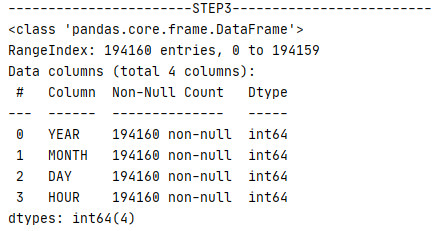 -----------------------STEP3-------------------------
<class 'pandas.core.frame.DataFrame'>
RangeIndex: 194160 entries, 0 to 194159
Data columns (total 4 columns):
 #   Column  Non-Null Count   Dtype
---  ------  --------------   -----
 0   YEAR    194160 non-null  int64
 1   MONTH   194160 non-null  int64
 2   DAY     194160 non-null  int64
 3   HOUR    194160 non-null  int64
dtypes: int64(4)